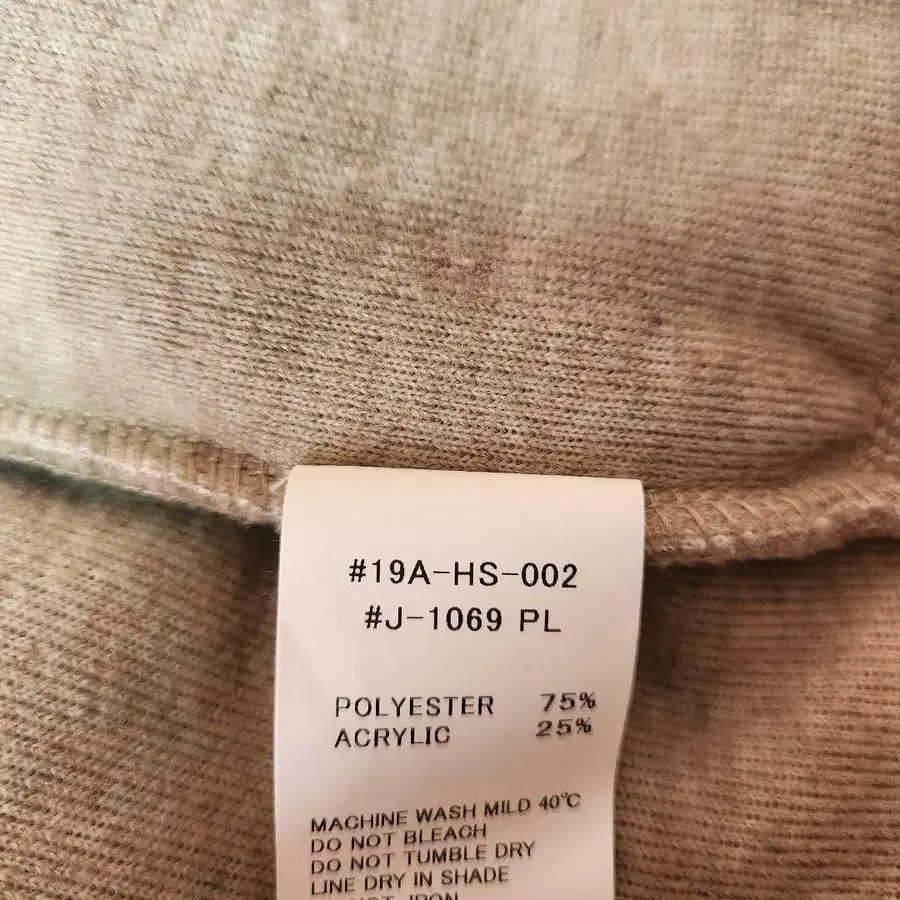 #19A-HS-002
#J-1069 PL
POLYESTER 75%
ACRYLIC 25%
MACHINE WASH MILD 40℃
DO NOT BLEACH
DO NOT TUMBLE DRY
LINE DRY IN SHADE